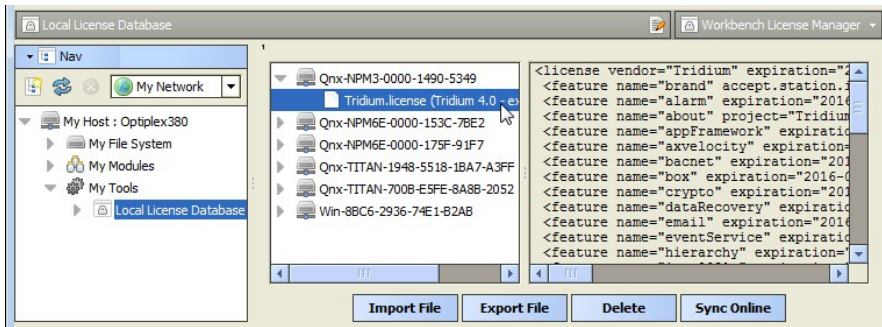 Local License Database
Workbench License Manager
Nav
My Network
My Host : Optiplex380
My File System
My Modules
My Tools
Local License Database
Qnx-NPM3-0000-1490-5349
Tridium.license (Tridium 4.0 - ex
Qnx-NPM6E-0000-153C-7BE2
Qnx-NPM6E-0000-175F-91F7
Qnx-TITAN-1948-5518-1BA7-A3FF
Qnx-TITAN-700B-E5FE-8A8B-2052
Win-8BC6-2936-74E1-B2AB
<license vendor="Tridium" expiration="2
<feature name="brand" accept.station.i
<feature name="alarm" expiration="2016
<feature name="about" project="Tridium
<feature name="appFramework" expiratic
<feature name="axvelocity" expiration=
<feature name="bacnet" expiration="201
<feature name="box" expiration="2016-0
<feature name="crypto" expiration="201
<feature name="dataRecovery" expiratic
<feature name="email" expiration="2016
<feature name="eventService" expiratic
<feature name="hierarchy" expiration="
Import File
Export File
Delete
Sync Online